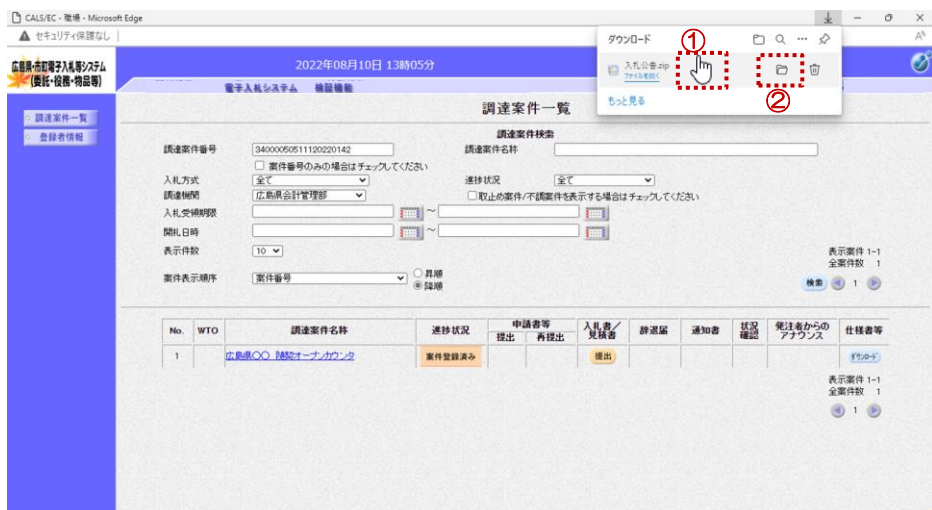 CALS/EC - 職場 - Microsoft Edge
セキュリティ保護なし
ダウンロード
①
入札公告.zip
ファイルを開く
②
もっと見る
広島県・市町電子入札等システム
(委託・役務・物品等)
2022年08月10日 13時05分
電子入札システム 検証機能
調達案件一覧
登録者情報
調達案件一覧
調達案件検索
調達案件番号 34000050511120220142 調達案件名称
案件番号のみの場合はチェックしてください
入札方式 全て 進捗状況 全て
調達機関 広島県会計管理部 取止め案件/不調案件を表示する場合はチェックしてください
入札受領期限 ~
開札日時 ~
表示件数 10
表示案件 1-1
全案件数 1
案件表示順序 案件番号 昇順
降順
検索 1
No. WTO 調達案件名称 進捗状況 申請書等 入札書/見積書 辞退届 通知書 状況確認 発注者からのアナウンス 仕様書等
提出 再提出
1 広島県〇〇 随契オープンカウンタ 案件登録済み 提出 ダウンロード
表示案件 1-1
全案件数 1
1